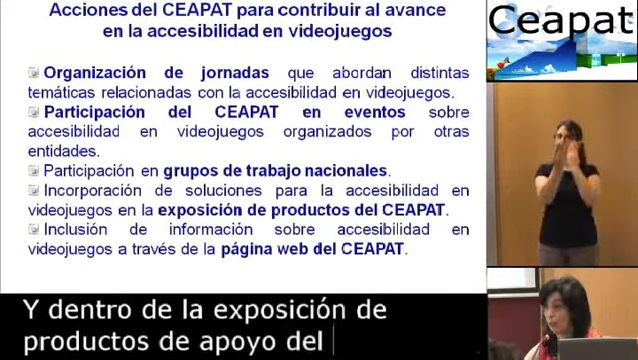 Acciones del CEAPAT para contribuir al avance
en la accesibilidad en videojuegos
Organización de jornadas que abordan distintas
temáticas relacionadas con la accesibilidad en videojuegos.
Participación del CEAPAT en eventos sobre
accesibilidad en videojuegos organizados por otras
entidades.
Participación en grupos de trabajo nacionales.
Incorporación de soluciones para la accesibilidad en
videojuegos en la exposición de productos del CEAPAT.
Inclusión de información sobre accesibilidad en
videojuegos a través de la página web del CEAPAT.
Ceapat
Y dentro de la exposición de
productos de apoyo del